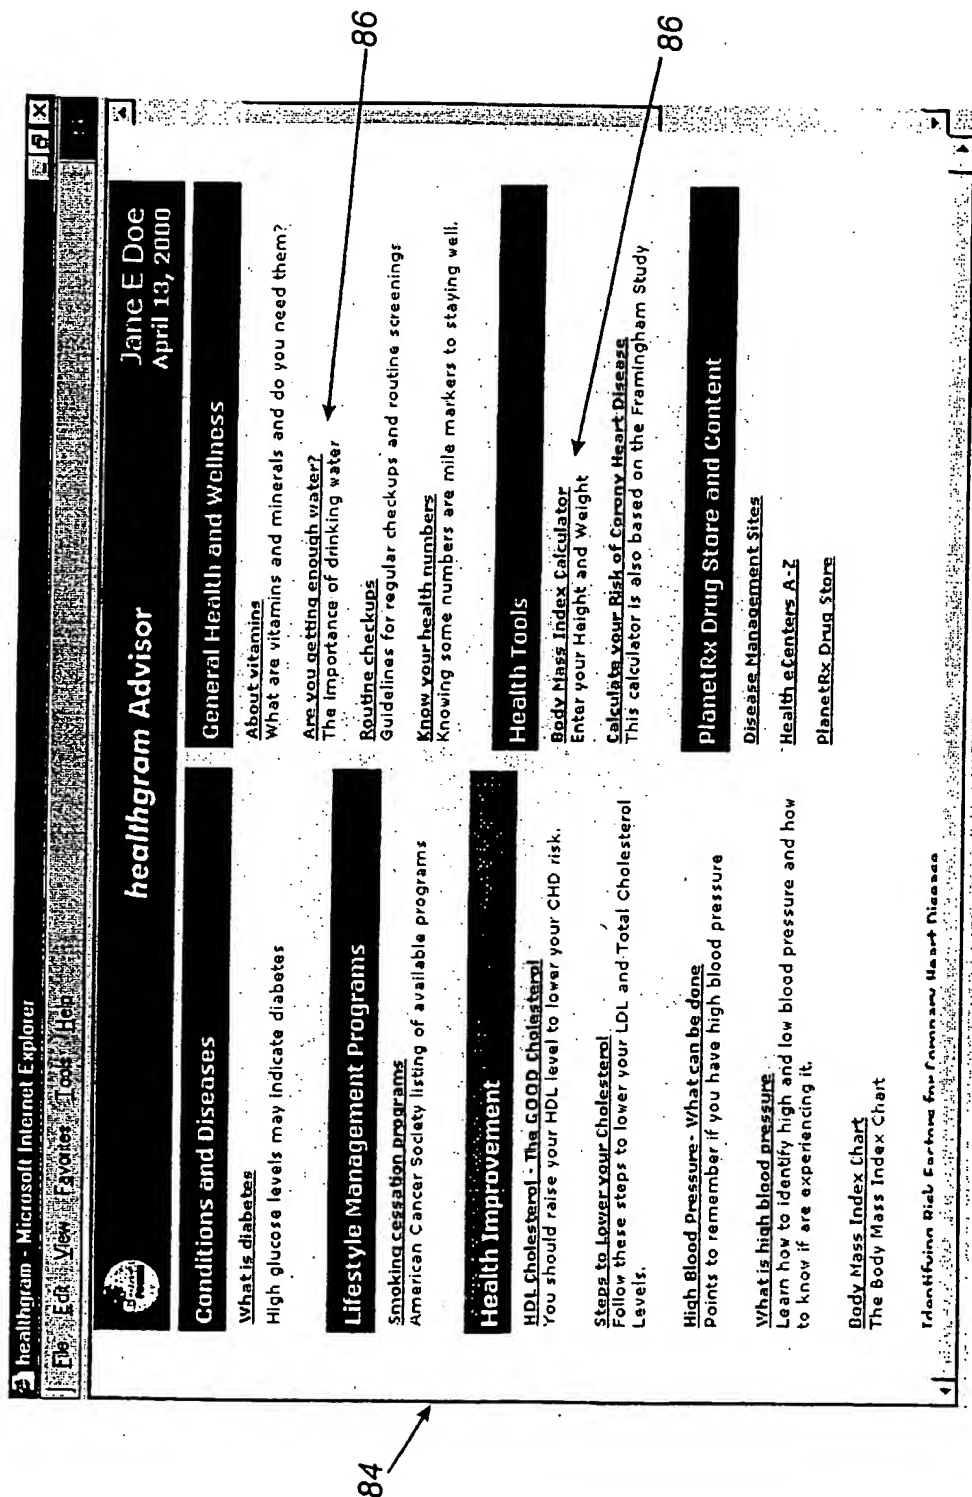 healthgram - Microsoft Internet Explorer
File Edit View Favorites Tools Help
healthgram Advisor
Jane E Doe
April 13, 2000
Conditions and Diseases
What is diabetes
High glucose levels may indicate diabetes
Lifestyle Management Programs
Smoking cessation programs
American Cancer Society listing of available programs
Health Improvement
HDL Cholesterol - The GOOD Cholesterol
You should raise your HDL level to lower your CHD risk.
Steps to lower your Cholesterol
Follow these steps to lower your LDL and Total Cholesterol
Levels.
High Blood Pressure - What can be done
Points to remember if you have high blood pressure
What is high blood pressure
Learn how to identify high and low blood pressure and how
to know if are experiencing it.
Body Mass Index Chart
The Body Mass Index Chart
Identifying Risk Factors for Heart Disease
General Health and Wellness
About vitamins
What are vitamins and minerals and do you need them?
Are you getting enough water?
The Importance of drinking water
Routine checkups
Guidelines for regular checkups and routine screenings
Know your health numbers
Knowing some numbers are mile markers to staying well.
Health Tools
Body Mass Index Calculator
Enter your Height and Weight
Calculate your Risk of Corony Heart Disease
This calculator is also based on the Framingham Study
PlanetRx Drug Store and Content
Disease Management Sites
Health eCenters A-Z
PlanetRx Drug Store
84
86
86